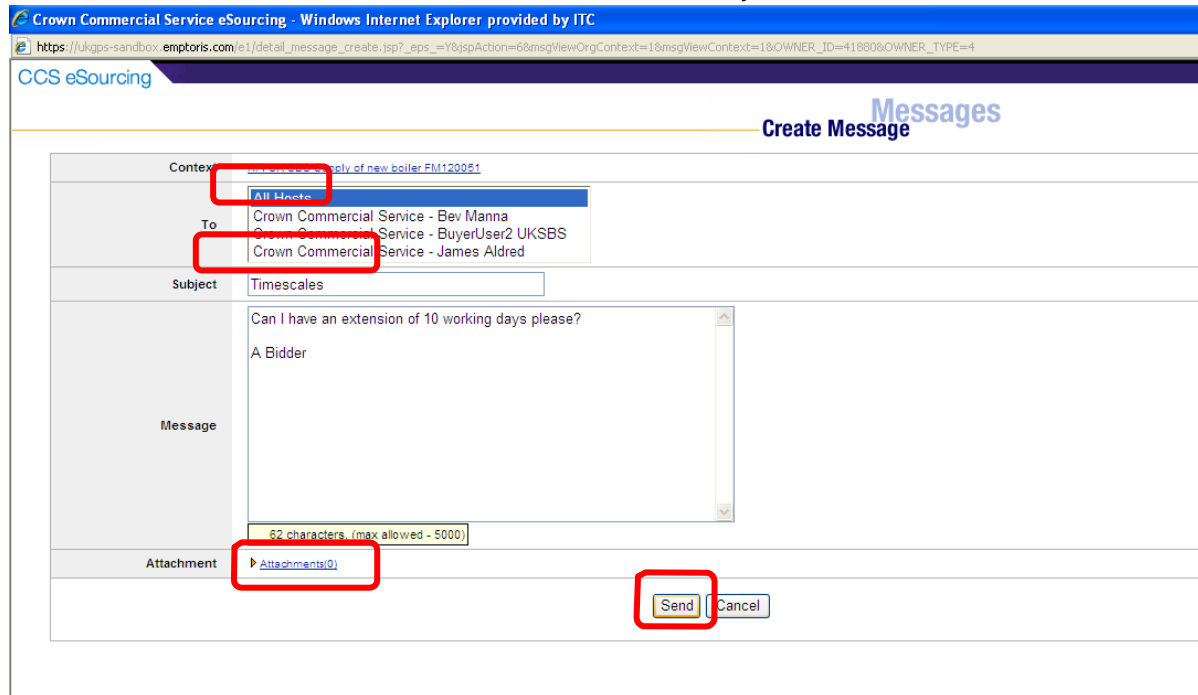 Crown Commercial Service eSourcing - Windows Internet Explorer provided by ITC
https://ukgps-sandbox.emptoris.com/e1/detail_message_create.jsp?_eps_=Y&jspAction=6&msgViewOrgContext=1&msgViewContext=1&OWNER_ID=41880&OWNER_TYPE=4
CCS eSourcing
Messages
Create Message
Context
of new boiler FM120051
To
All Hosts
Crown Commercial Service - Bev Manna
Crown Commercial Service - BuyerUser2 UKSBS
Crown Commercial Service - James Aldred
Subject
Timescales
Message
Can I have an extension of 10 working days please?
A Bidder
62 characters, (max allowed - 5000)
Attachment
Attachments(0)
Send Cancel